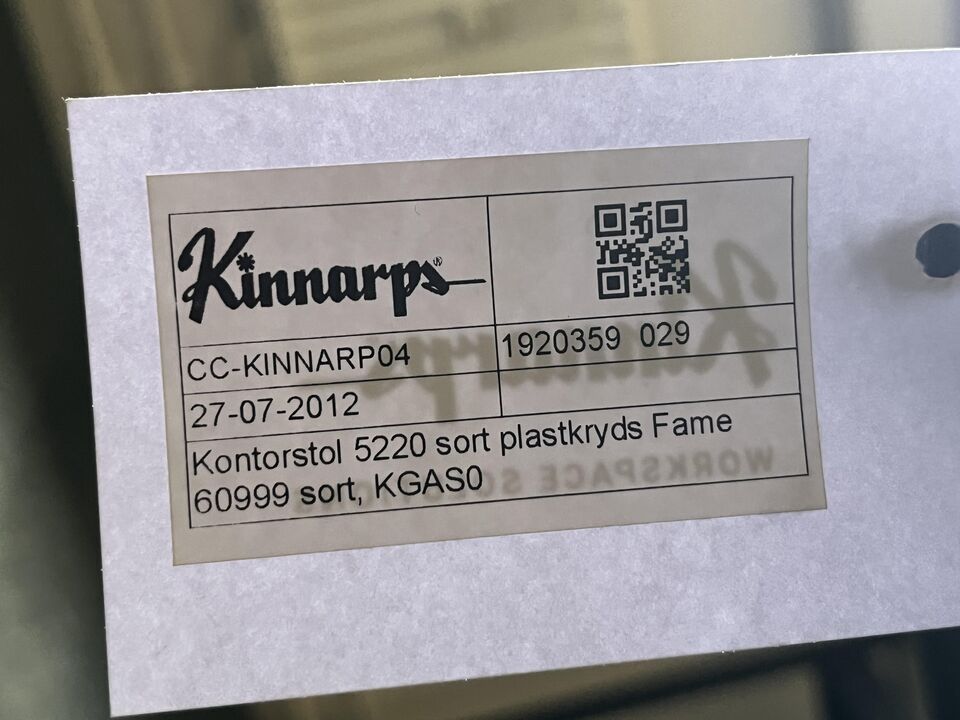 Kinnarps®
CC-KINNARP04
1920359 029
27-07-2012
Kontorstol 5220 sort plastkryds Fame
60999 sort, KGAS0